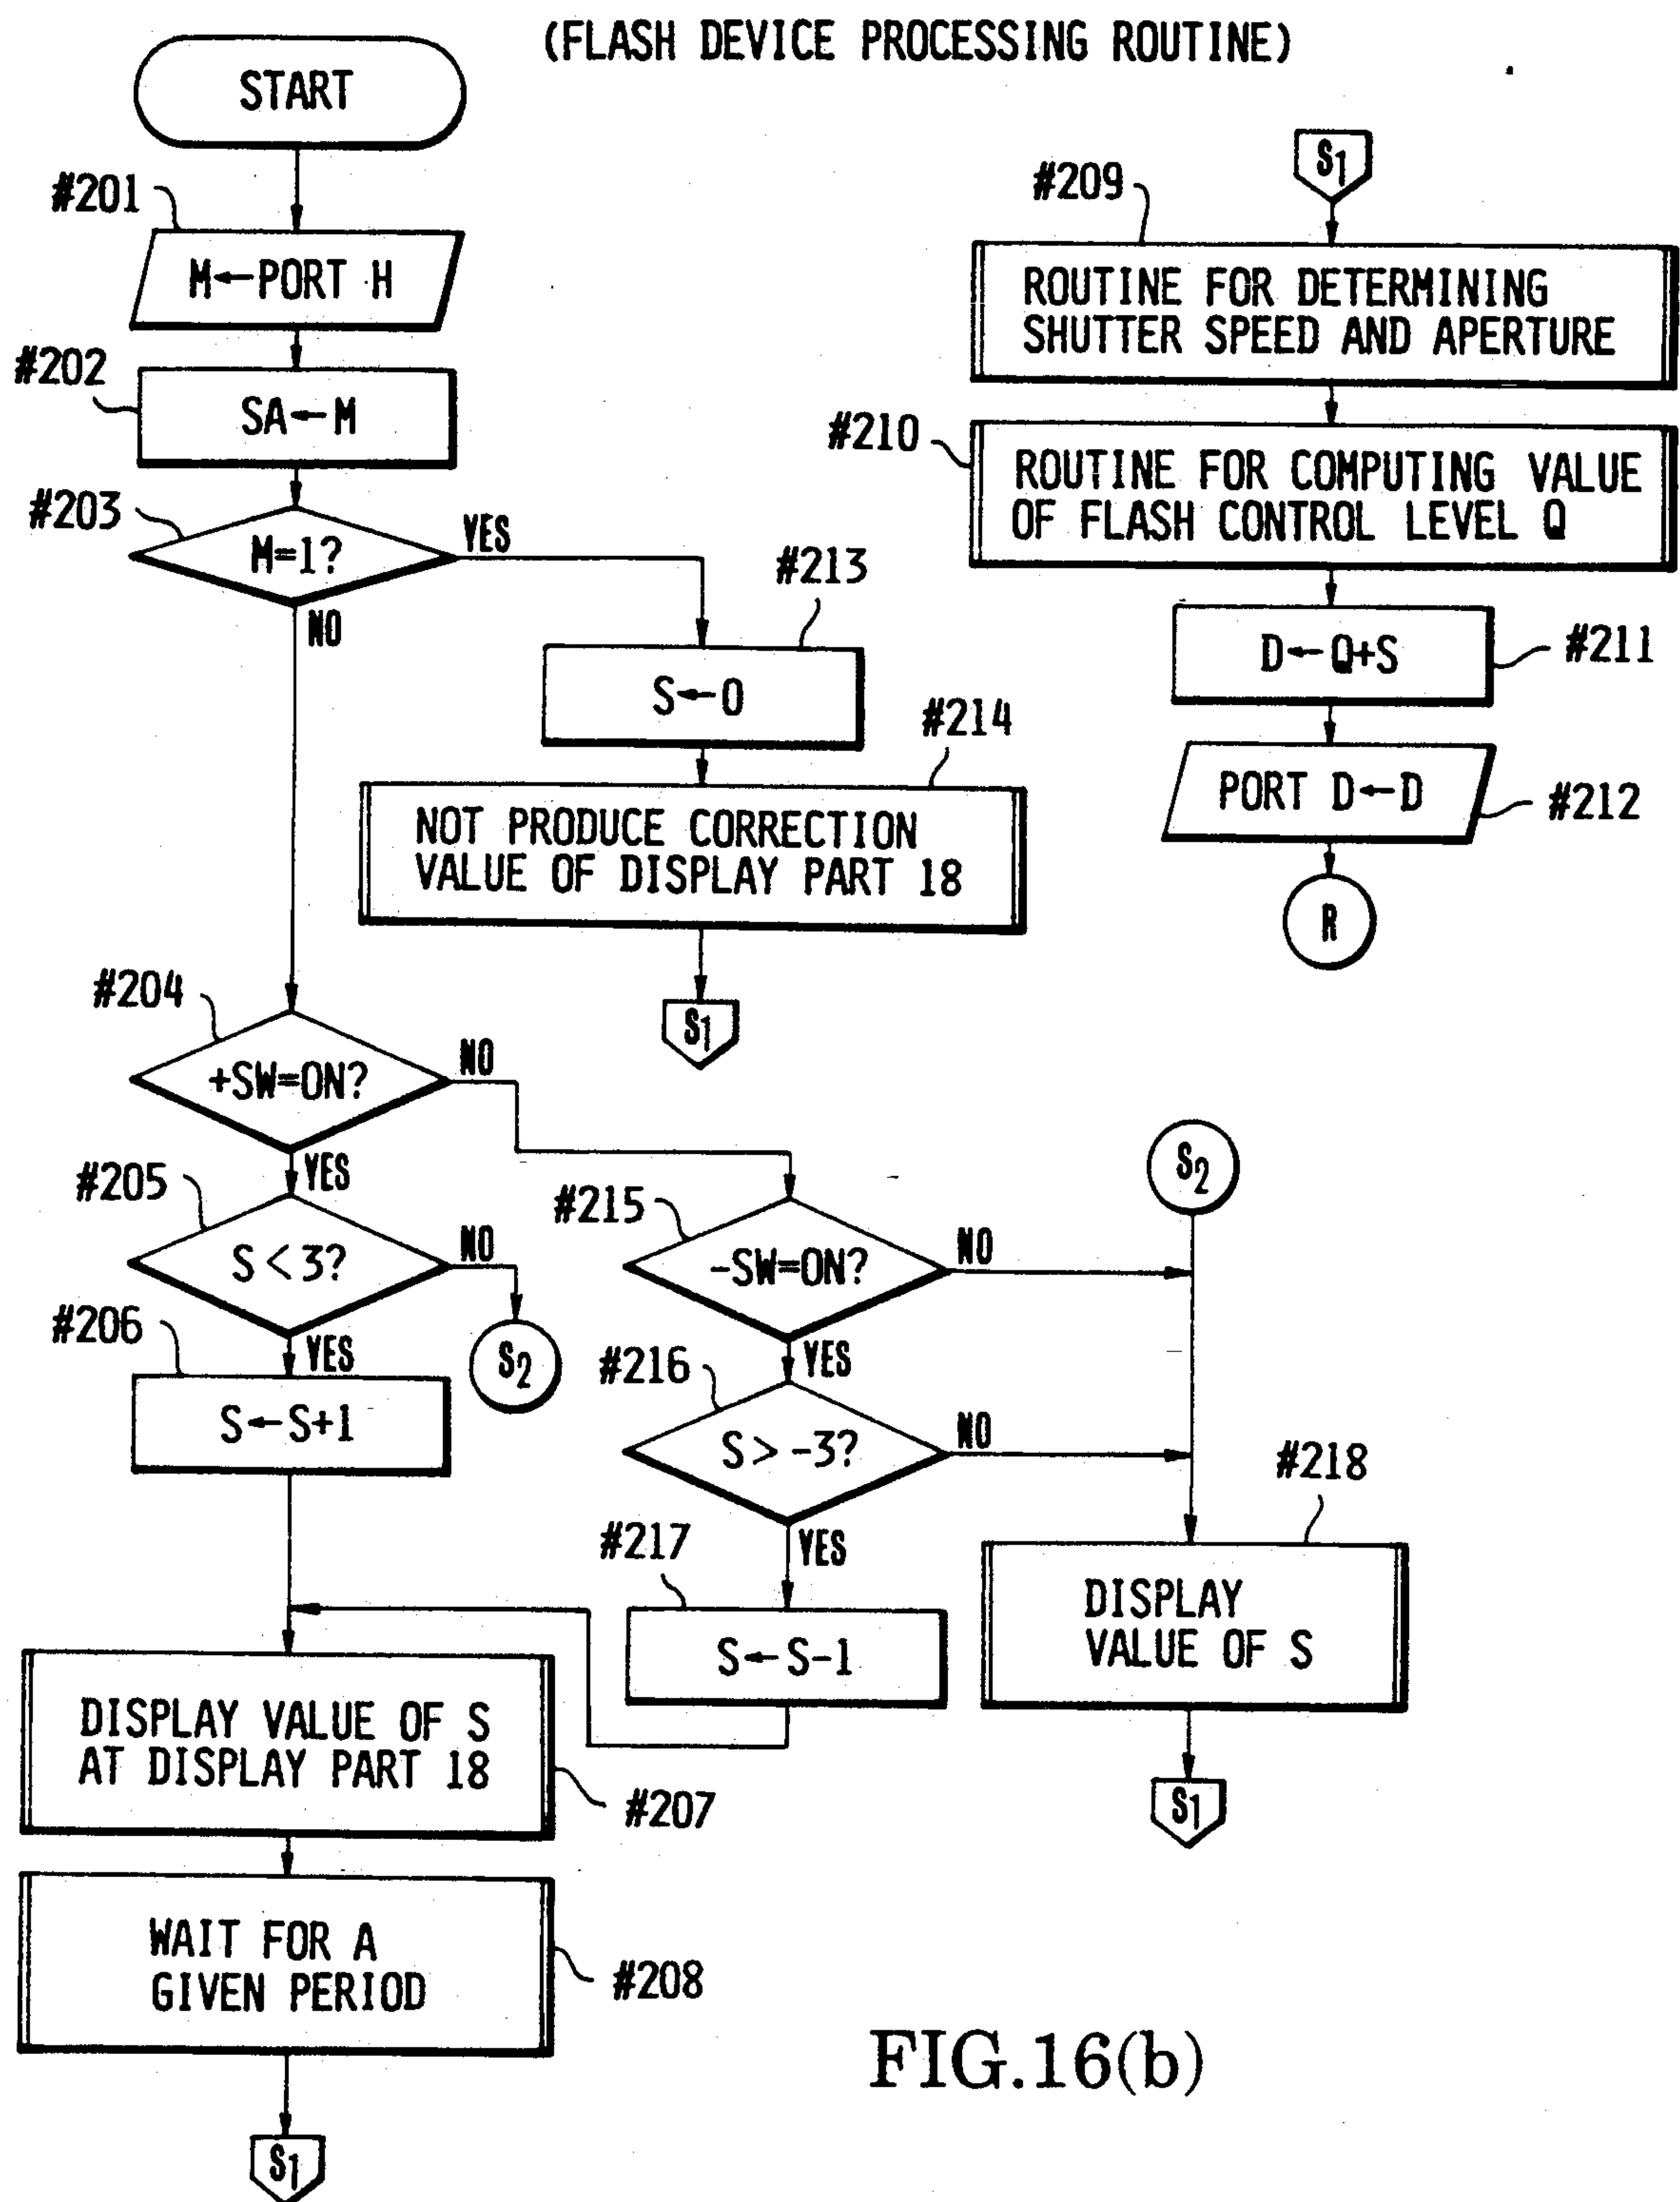 (FLASH DEVICE PROCESSING ROUTINE)
START
#201
M←PORT H
#202
SA←M
#203
M=1?
YES
NO
#213
S←0
#214
NOT PRODUCE CORRECTION
VALUE OF DISPLAY PART 18
S1
#204
+SW=ON?
NO
YES
#205
S<3?
NO
S2
YES
#206
S←S+1
#215
-SW=ON?
NO
YES
#216
S>-3?
NO
YES
#217
S←S-1
#207
DISPLAY VALUE OF S
AT DISPLAY PART 18
#208
WAIT FOR A
GIVEN PERIOD
S1
S1
#209
ROUTINE FOR DETERMINING
SHUTTER SPEED AND APERTURE
#210
ROUTINE FOR COMPUTING VALUE
OF FLASH CONTROL LEVEL Q
D←Q+S
#211
PORT D←D
#212
R
S2
#218
DISPLAY
VALUE OF S
S1
FIG.16(b)